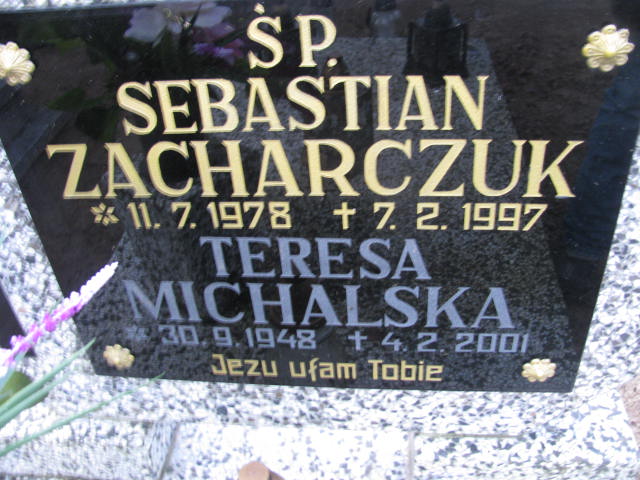 Ś P.
SEBASTIAN
ZACHARCZUK
* 11. 7. 1978 ✝ 7. 2. 1997
TERESA
MICHALSKA
* 30. 9. 1948 ✝ 4. 2. 2001
Jezu ufam Tobie